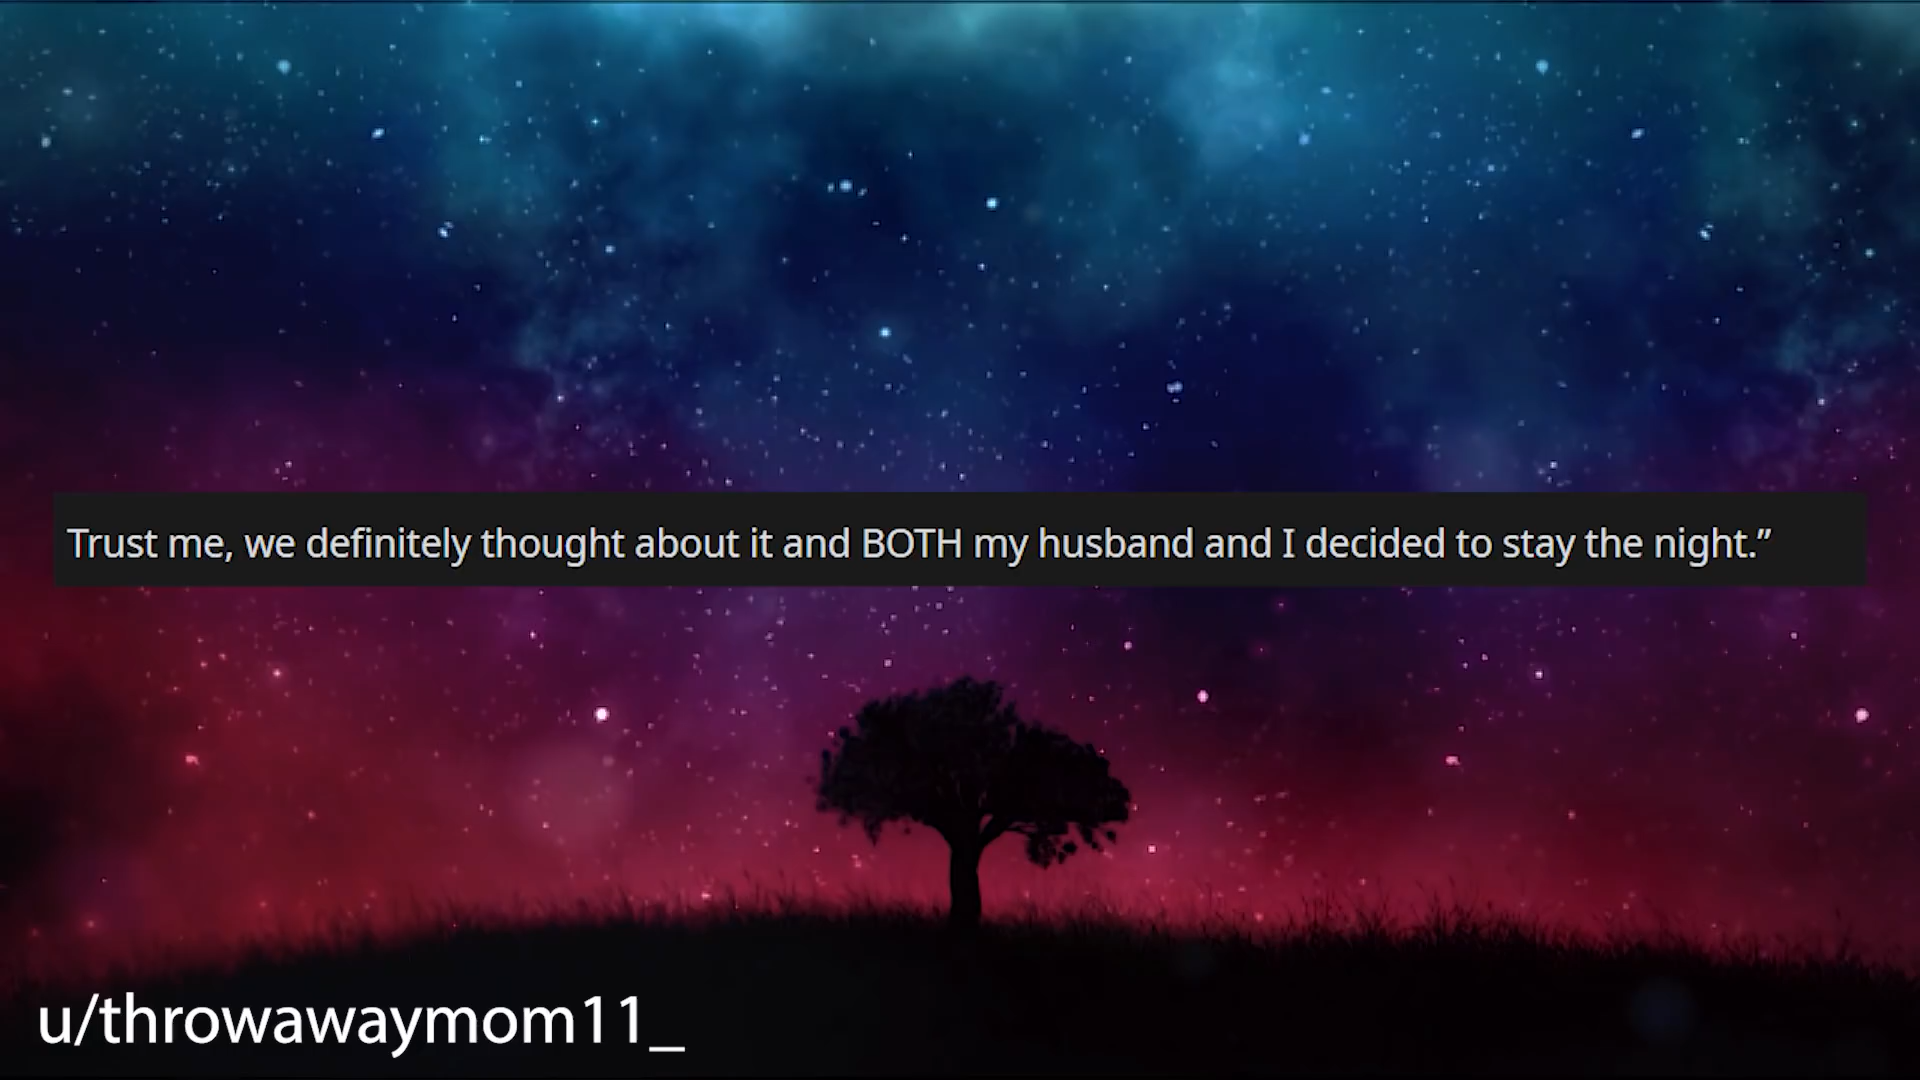 Trust me, we definitely thought about it and BOTH my husband and I decided to stay the night.”
u/throwawaymom11_